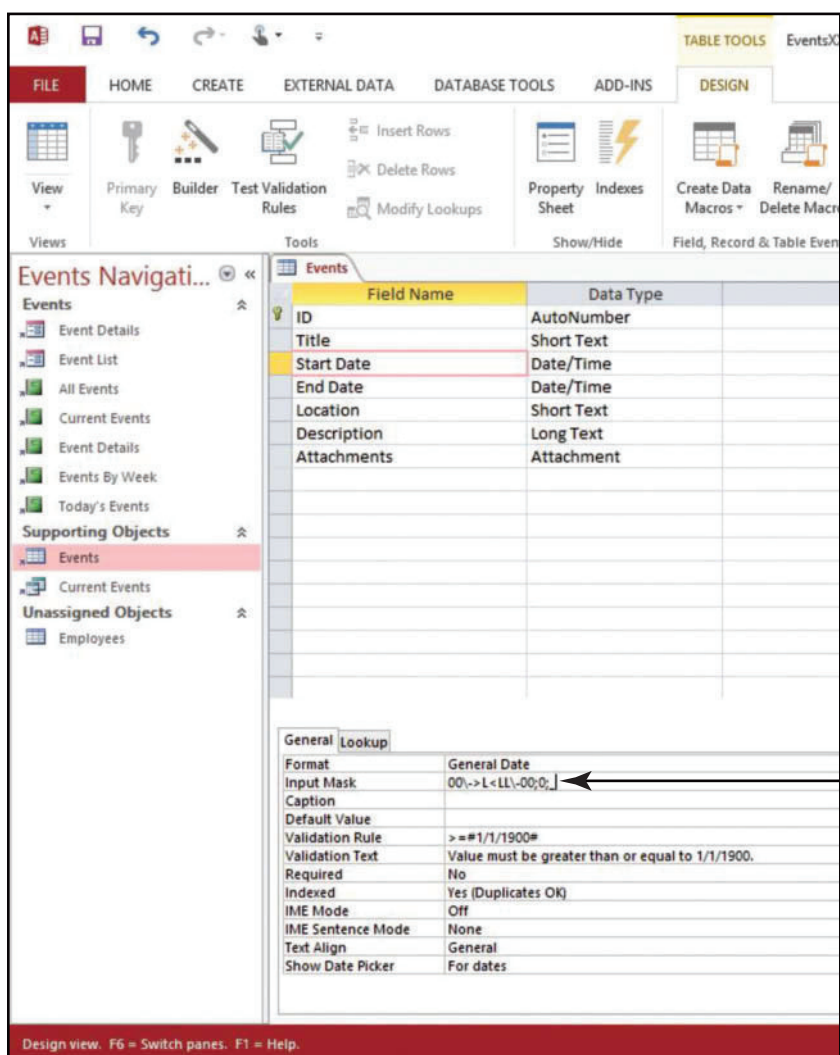 TABLE TOOLS EventsX
FILE HOME CREATE EXTERNAL DATA DATABASE TOOLS ADD-INS DESIGN
View
Primary Key
Builder
Test Validation Rules
Insert Rows
Delete Rows
Modify Lookups
Property Sheet
Indexes
Create Data Macros
Rename/
Delete Macr
Views
Tools
Show/Hide
Field, Record & Table Even
Events Navigati...
Events
Event Details
Event List
All Events
Current Events
Event Details
Events By Week
Today's Events
Supporting Objects
Events
Current Events
Unassigned Objects
Employees
Events
Field Name Data Type
ID AutoNumber
Title Short Text
Start Date Date/Time
End Date Date/Time
Location Short Text
Description Long Text
Attachments Attachment
General Lookup
Format General Date
Input Mask 00\->L<LL\-00;0;_
Caption
Default Value
Validation Rule >=#1/1/1900#
Validation Text Value must be greater than or equal to 1/1/1900.
Required No
Indexed Yes (Duplicates OK)
IME Mode Off
IME Sentence Mode None
Text Align General
Show Date Picker For dates
Design view. F6 = Switch panes. F1 = Help.